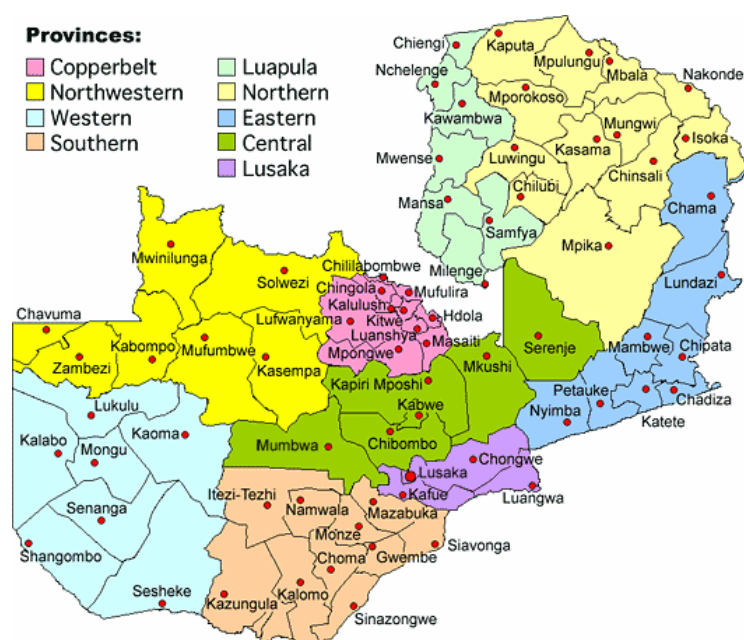 Provinces:
Copperbelt
Northwestern
Western
Southern
Luapula
Northern
Eastern
Central
Lusaka
Chiengi
Kaputa
Mpulungu
Mbala
Nakonde
Nchelenge
Mporokoso
Kawambwa
Mungwi
Isoka
Mwense
Luwingu
Kasama
Chinsali
Mansa
Chilubi
Chama
Samfya
Mpika
Milenge
Lundazi
Mwinilunga
Solwezi
Chililabombwe
Chingola
Mufulira
Kalulush
Chavuma
Lufwanyama
Kitwe
Hdola
Luanshya
Masaiti
Serenje
Mambwe
Chipata
Zambezi
Kabompo
Mufumbwe
Kasempa
Mpongwe
Mkushi
Kapiri Mposhi
Petauke
Chadiza
Lukulu
Kabwe
Nyimba
Katete
Kalabo
Kaoma
Mongu
Mumbwa
Chibombo
Lusaka
Chongwe
Itezi-Tezhi
Kafue
Luangwa
Senanga
Namwala
Mazabuka
Monze
Shangombo
Choma
Gwembe
Siavonga
Sesheke
Kazungula
Kalomo
Sinazongwe